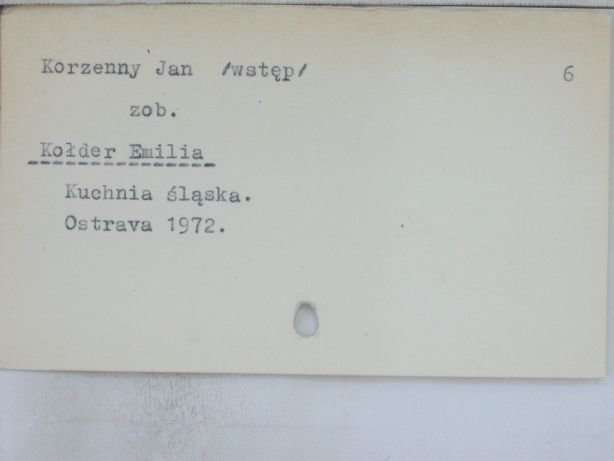 Korzenny Jan /wstęp/ 6
zob.
Kołder Emilia
Kuchnia śląska.
Ostrava 1972.